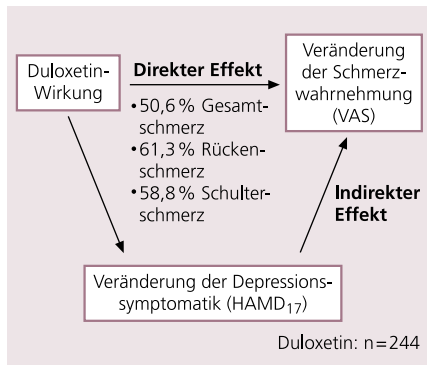 Duloxetin-
Wirkung
Direkter Effekt
•50,6 % Gesamt-
schmerz
•61,3 % Rücken-
schmerz
•58,8 % Schulter-
schmerz
Veränderung
der Schmerz-
wahrnehmung
(VAS)
Indirekter
Effekt
Veränderung der Depressions-
symptomatik (HAMD17)
Duloxetin: n=244